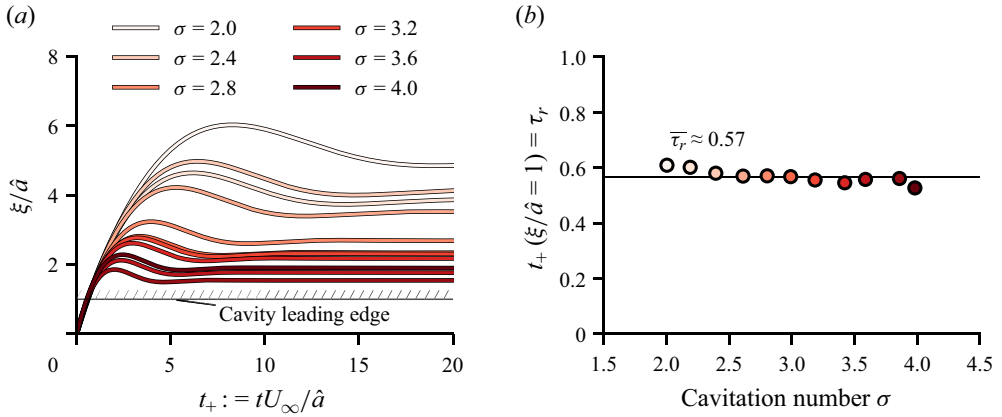 (a)
σ = 2.0
σ = 2.4
σ = 2.8
σ = 3.2
σ = 3.6
σ = 4.0
8
6
4
2
0
ξ/â
Cavity leading edge
5
10
15
20
t₊ : = tU∞/â
(b)
1.0
0.8
0.6
0.4
0.2
0
t₊ (ξ/â = 1) = τᵣ
τ̅ᵣ ≈ 0.57
1.5
2.0
2.5
3.0
3.5
4.0
4.5
Cavitation number σ